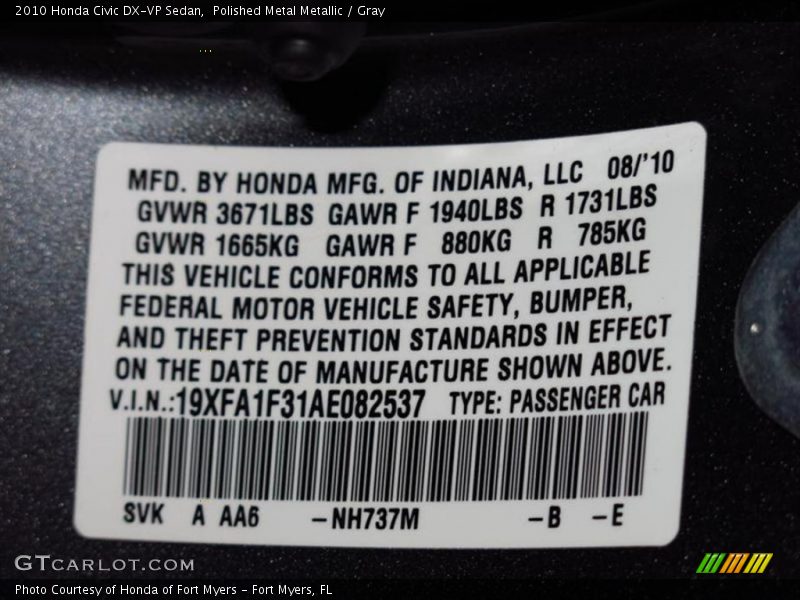 2010 Honda Civic DX-VP Sedan,  Polished Metal Metallic / Gray
MFD. BY HONDA MFG. OF INDIANA, LLC 08/'10
GVWR 3671LBS GAWR F 1940LBS R 1731LBS
GVWR 1665KG GAWR F 880KG R 785KG
THIS VEHICLE CONFORMS TO ALL APPLICABLE
FEDERAL MOTOR VEHICLE SAFETY, BUMPER,
AND THEFT PREVENTION STANDARDS IN EFFECT
ON THE DATE OF MANUFACTURE SHOWN ABOVE.
V.I.N.:19XFA1F31AE082537 TYPE: PASSENGER CAR
SVK A AA6 -NH737M -B -E
GTCARLOT.COM
Photo Courtesy of Honda of Fort Myers - Fort Myers, FL